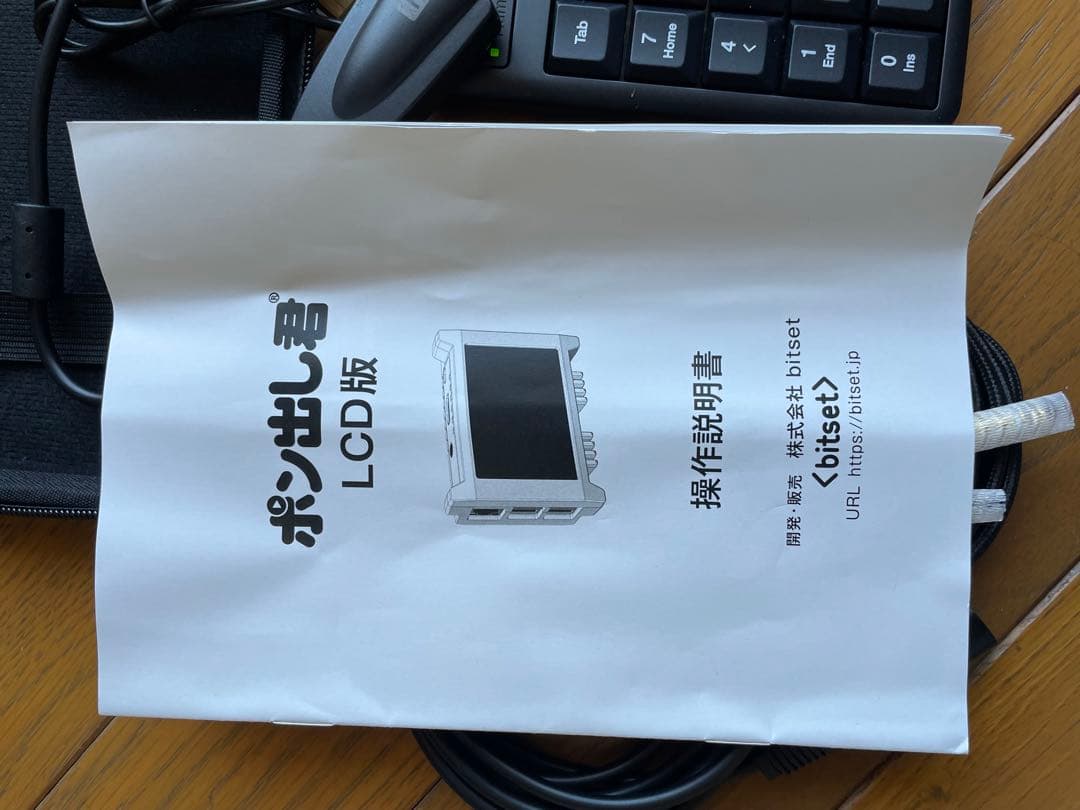 ポン出し君®
LCD版
操作説明書
開発・販売 株式会社 bitset
<bitset>
URL https://bitset.jp
Tab
7
Home
4
<
1
End
0
Ins